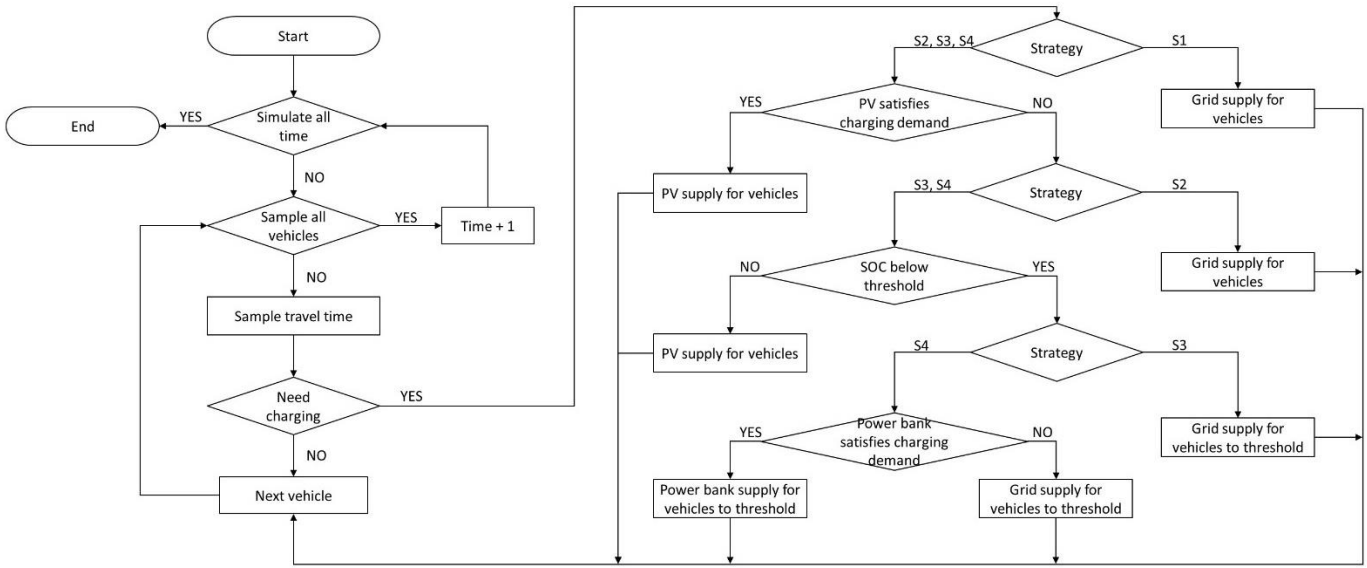 Start
Simulate all
time
YES
End
NO
Sample all
vehicles
YES
Time + 1
NO
Sample travel time
Need
charging
YES
NO
Next vehicle
Strategy
S2, S3, S4
S1
Grid supply for
vehicles
PV satisfies
charging demand
YES
NO
PV supply for vehicles
Strategy
S3, S4
S2
Grid supply for
vehicles
SOC below
threshold
NO
YES
PV supply for vehicles
Strategy
S4
S3
Grid supply for
vehicles to threshold
Power bank
satisfies charging
demand
YES
NO
Power bank supply for
vehicles to threshold
Grid supply for
vehicles to threshold